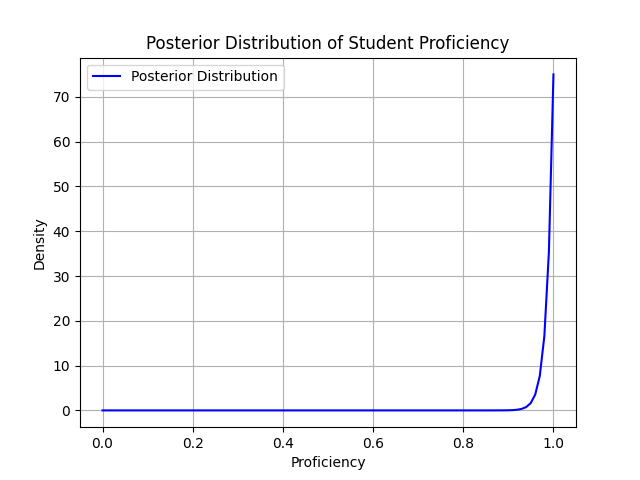 Posterior Distribution of Student Proficiency
Posterior Distribution
70
60
50
40
30
20
10
0
Density
0.0 0.2 0.4 0.6 0.8 1.0
Proficiency